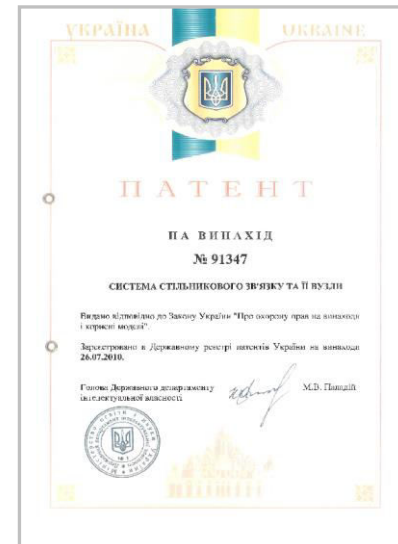 УКРАЇНА UKRAINE
ПАТЕНТ
НА ВИНАХІД
№ 91347
СИСТЕМА СТІЛЬНИКОВОГО ЗВ'ЯЗКУ ТА ЇЇ ВУЗЛИ
Видано відповідно до Закону України "Про охорону прав на винаходи
і корисні моделі".
Зареєстровано в Державному реєстрі патентів України на винаходи
26.07.2010.
Голова Державного департаменту
інтелектуальної власності
М.В. Паладій